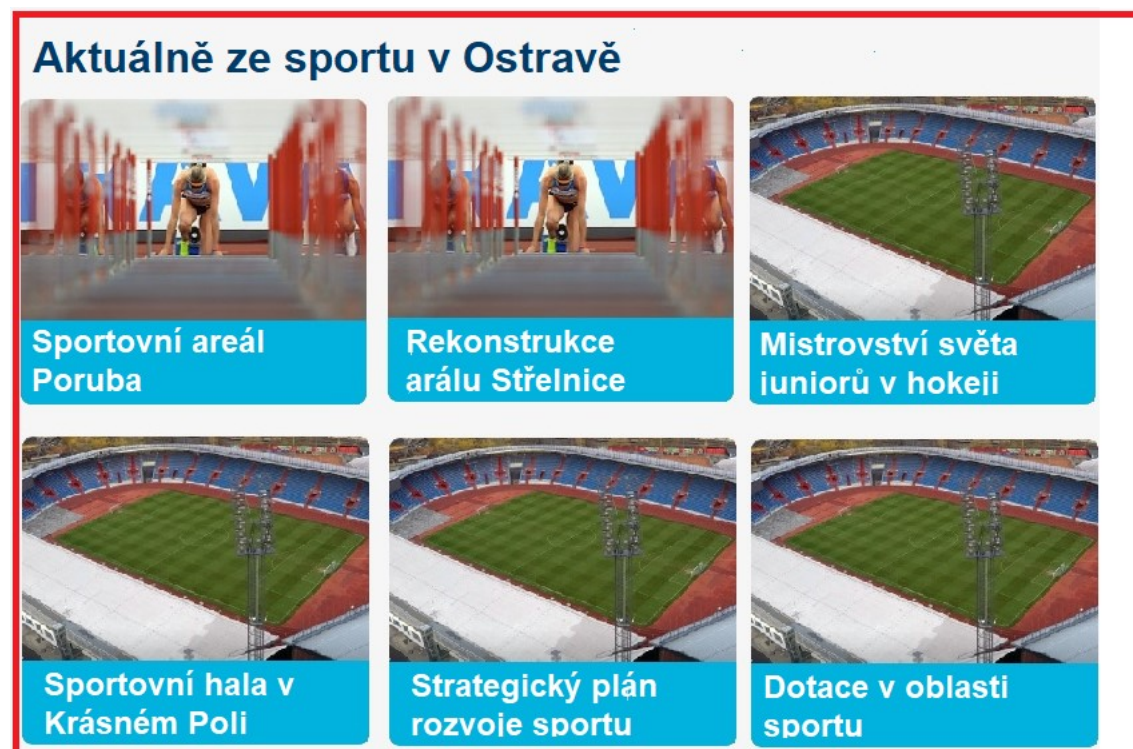 Aktuálně ze sportu v Ostravě
Sportovní areál
Poruba
Rekonstrukce
arálu Střelnice
Mistrovství světa
juniorů v hokeji
Sportovní hala v
Krásném Poli
Strategický plán
rozvoje sportu
Dotace v oblasti
sportu